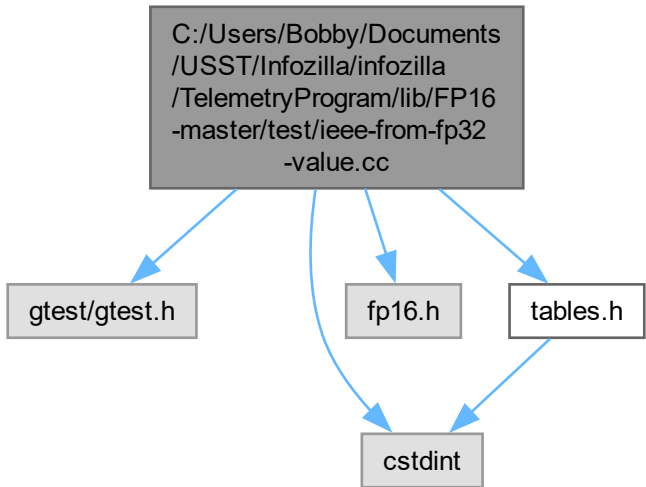 C:/Users/Bobby/Documents
/USST/Infozilla/infozilla
/TelemetryProgram/lib/FP16
-master/test/ieee-from-fp32
-value.cc
gtest/gtest.h
fp16.h
tables.h
cstdint